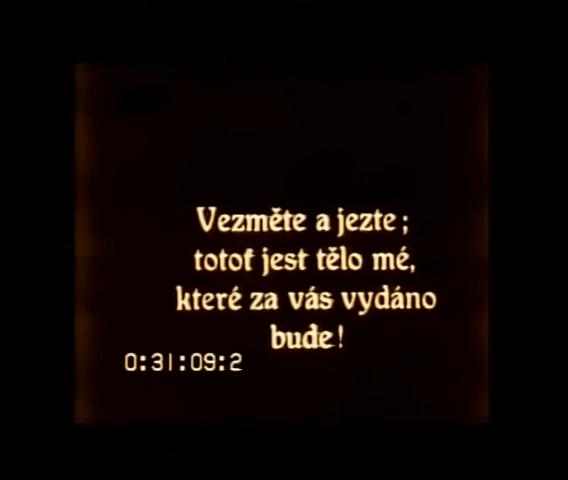 Vezměte a jezte;
totoť jest tělo mé,
které za vás vydáno
bude!
0:31:09:2